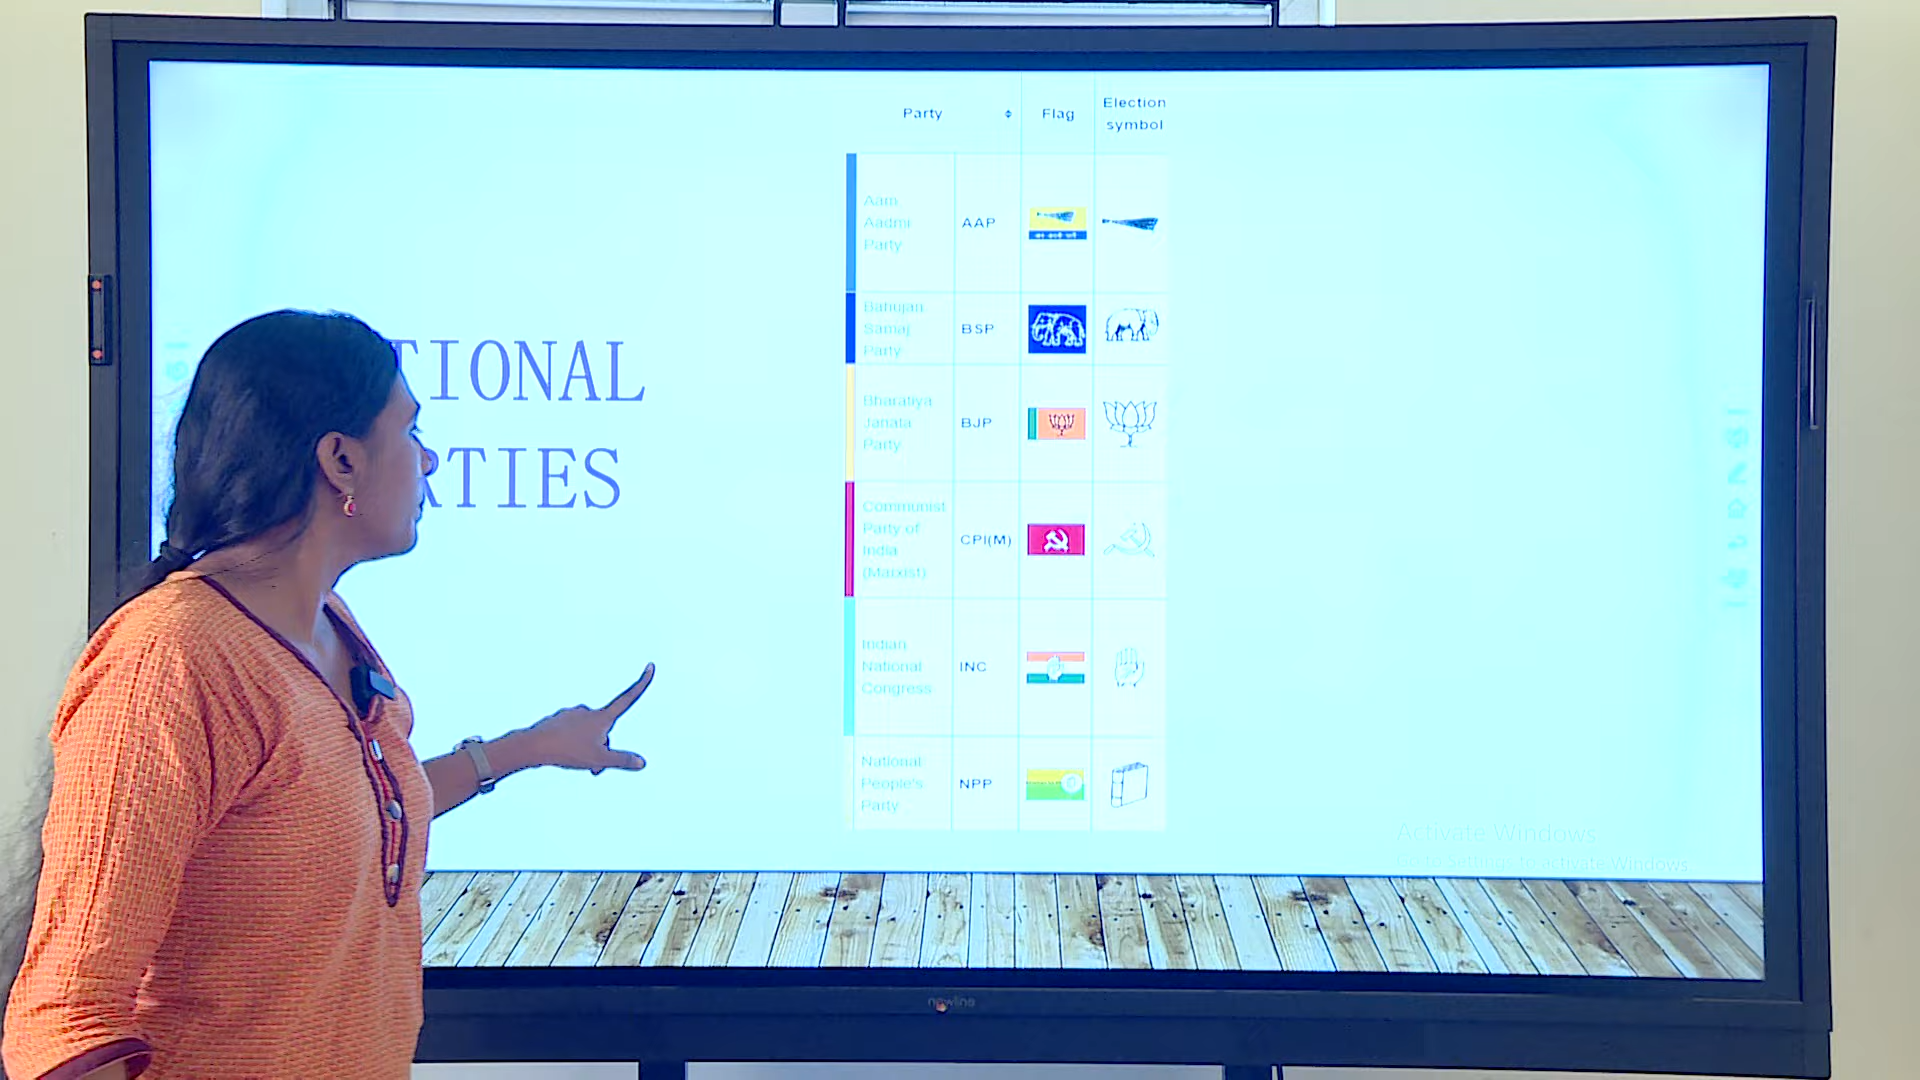 TIONAL
RTIES
Party
Flag
Election
symbol
Aam
Aadmi
Party
AAP
Bahujan
Samaj
Party
BSP
Bharatiya
Janata
Party
BJP
Communist
Party of
India
(Marxist)
CPI(M)
Indian
National
Congress
INC
National
People's
Party
NPP
Activate Windows
Go to Settings to activate Windows.
newline